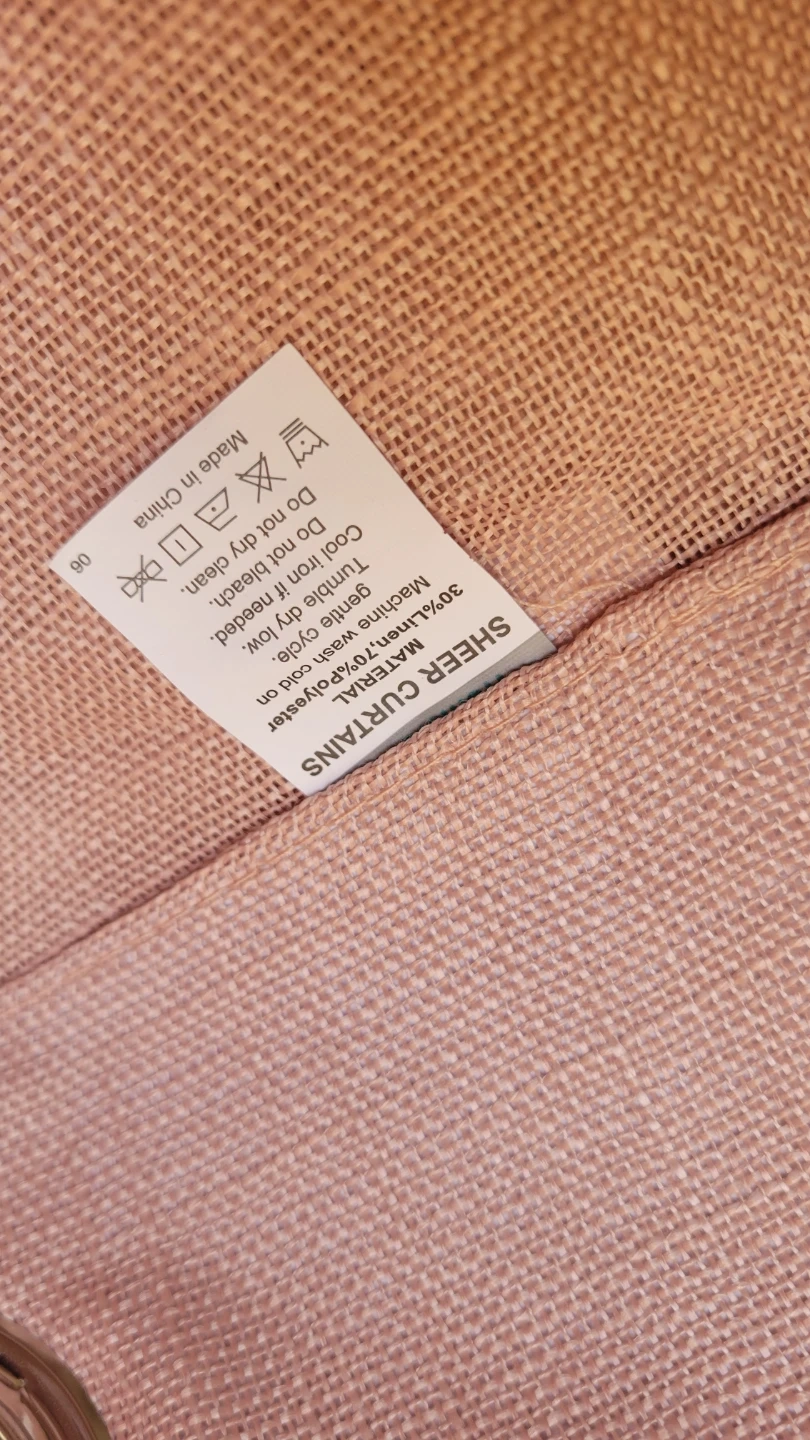 SHEER CURTAINS
MATERIAL
30%Linen,70%Polyester
Machine wash cold on
gentle cycle.
Tumble dry low.
Cool iron if needed.
Do not bleach.
Do not dry clean.
Made in China
06